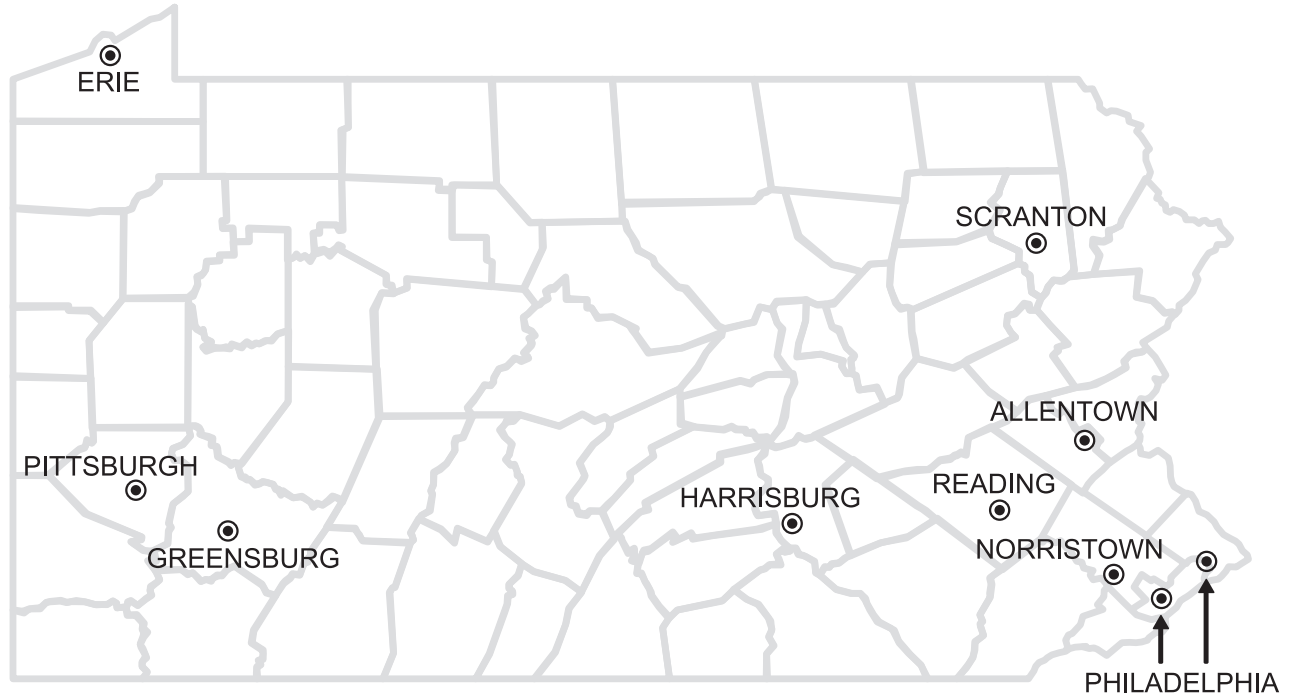 ERIE
SCRANTON
ALLENTOWN
PITTSBURGH
READING
HARRISBURG
NORRISTOWN
GREENSBURG
PHILADELPHIA